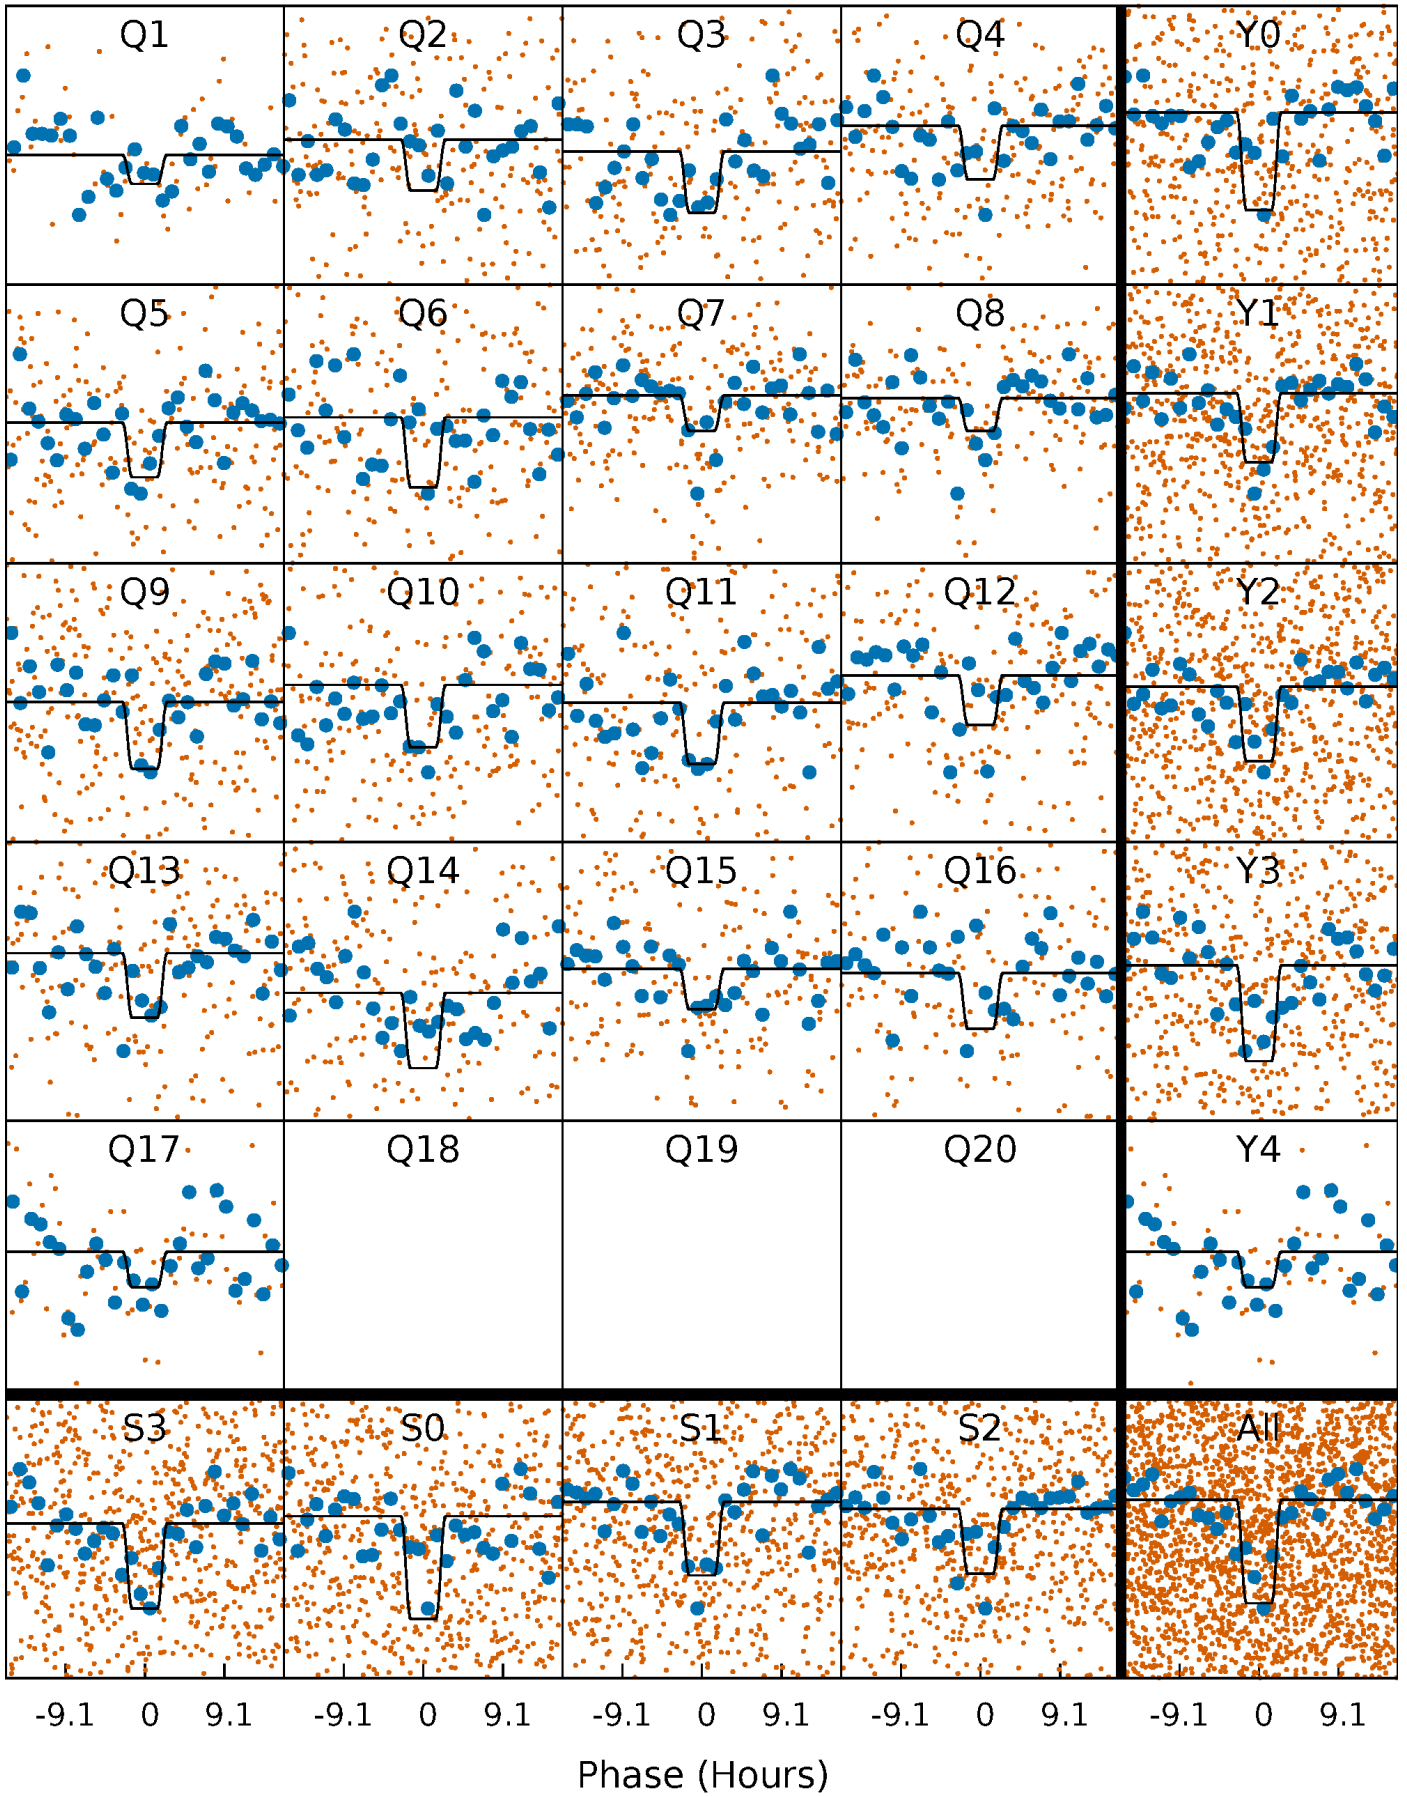 Q1 Q2 Q3 Q4 Y0
Q5 Q6 Q7 Q8 Y1
Q9 Q10 Q11 Q12 Y2
Q13 Q14 Q15 Q16 Y3
Q17 Q18 Q19 Q20 Y4
S3 S0 S1 S2 All
-9.1 0 9.1 -9.1 0 9.1 -9.1 0 9.1 -9.1 0 9.1 -9.1 0 9.1
Phase (Hours)